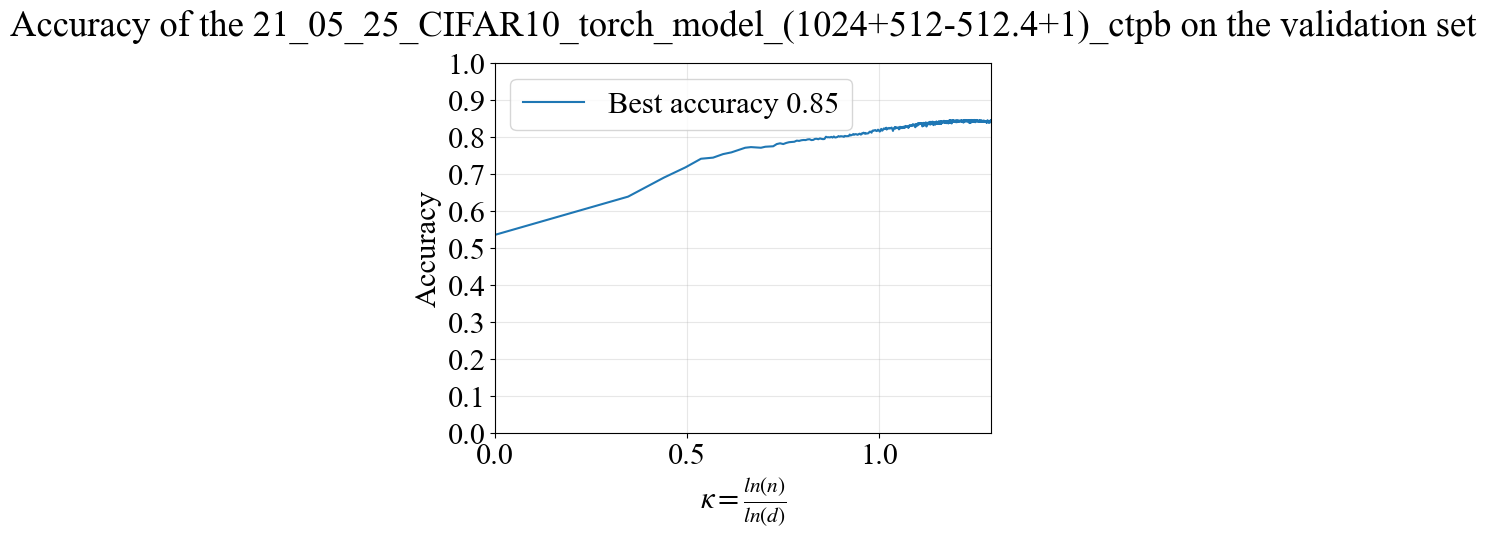 Accuracy of the 21_05_25_CIFAR10_torch_model_(1024+512-512.4+1)_ctpb on the validation set
1.0
0.9
0.8
0.7
0.6
0.5
0.4
0.3
0.2
0.1
0.0
Accuracy
Best accuracy 0.85
0.0 0.5 1.0
κ = ln(n) / ln(d)